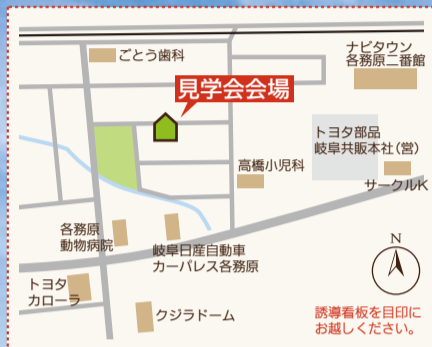 ごとう歯科
ナビタウン
各務原二番館
見学会会場
トヨタ部品
岐阜共販本社(営)
高橋小児科
サークルK
各務原
動物病院
岐阜日産自動車
カーパレス各務原
N
トヨタ
カローラ
クジラドーム
誘導看板を目印に
お越しください。